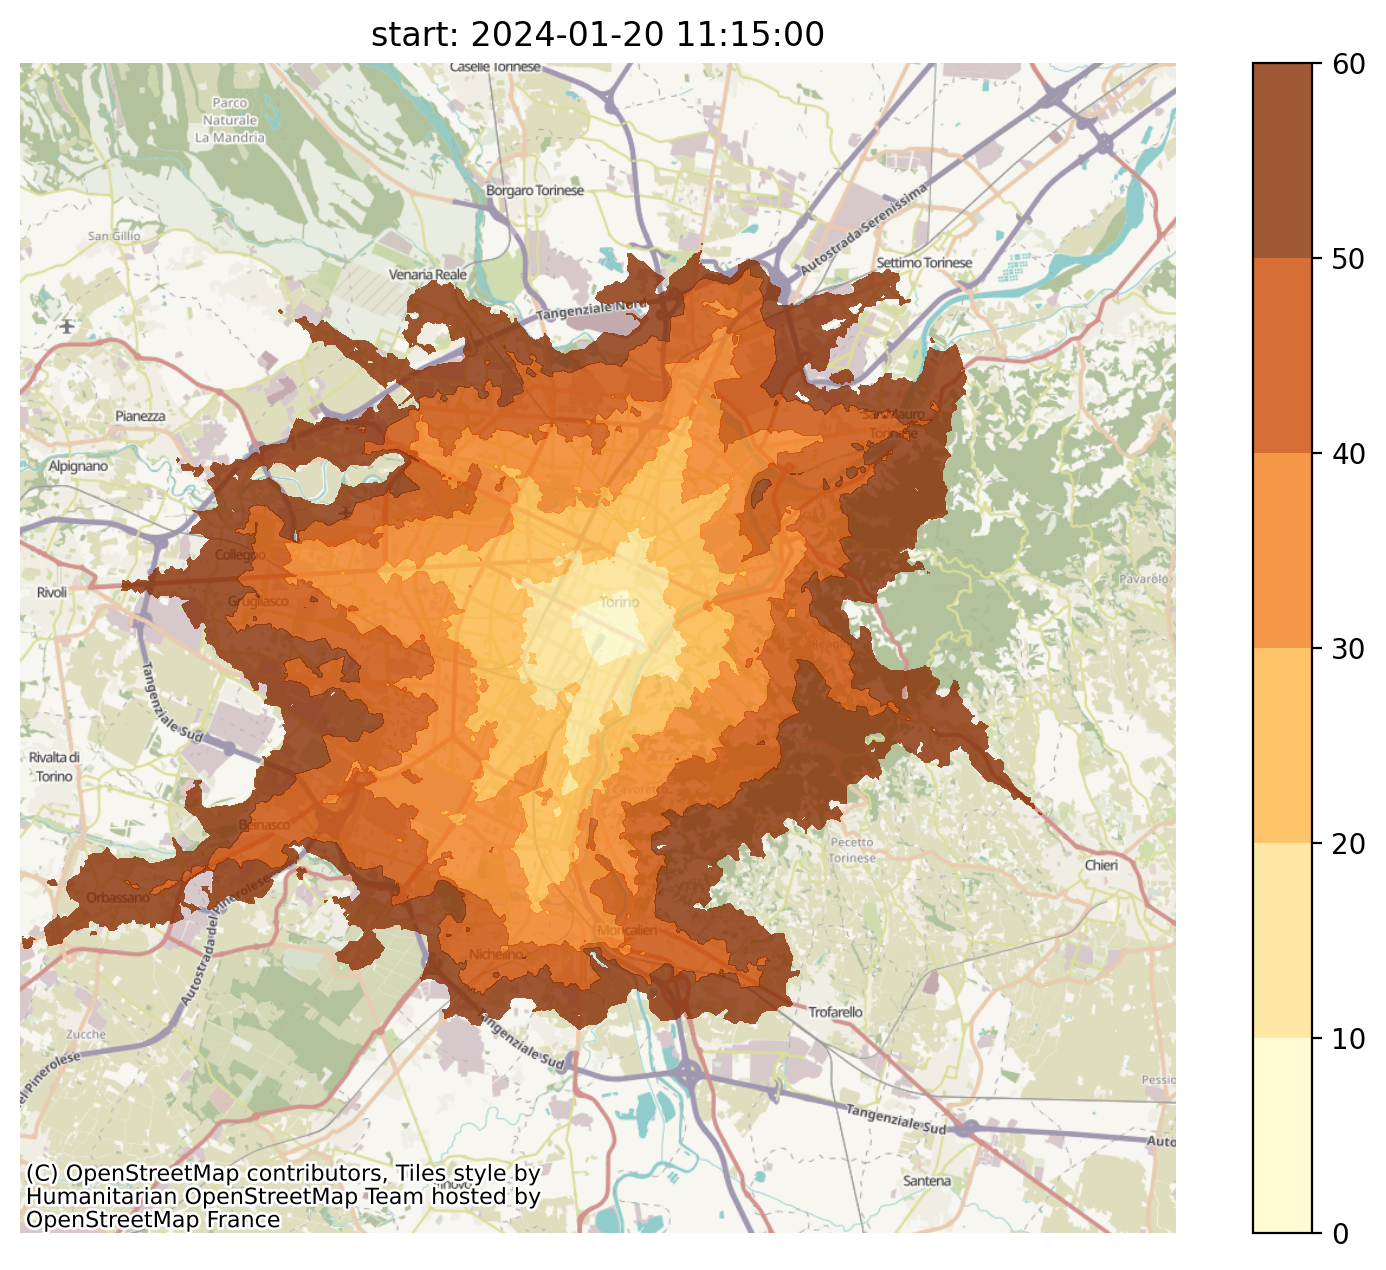 start: 2024-01-20 11:15:00
Caselle Torinese
60
Parco
Naturale
La Mandria
Borgaro Torinese
Autostrada Serenissima
San Gillio
Venaria Reale
Settimo Torinese
50
Tangenziale Nord
Pianezza
San Mauro
Torinese
Alpignano
40
Collegno
Rivoli
Grugliasco
Torino
Pavarolo
Reaglie
30
Tangenziale Sud
Rivalta di
Torino
Cavoretto
Beinasco
20
Pecetto
Torinese
Chieri
Orbassano
Autostrada del Pinerolese
Moncalieri
Nichelino
Trofarello
Zucche
Tangenziale Sud
10
Pessio
Tangenziale Sud
Auto
el Pinerolese
(C) OpenStreetMap contributors, Tiles style by
Humanitarian OpenStreetMap Team hosted by
OpenStreetMap France
Santena
0